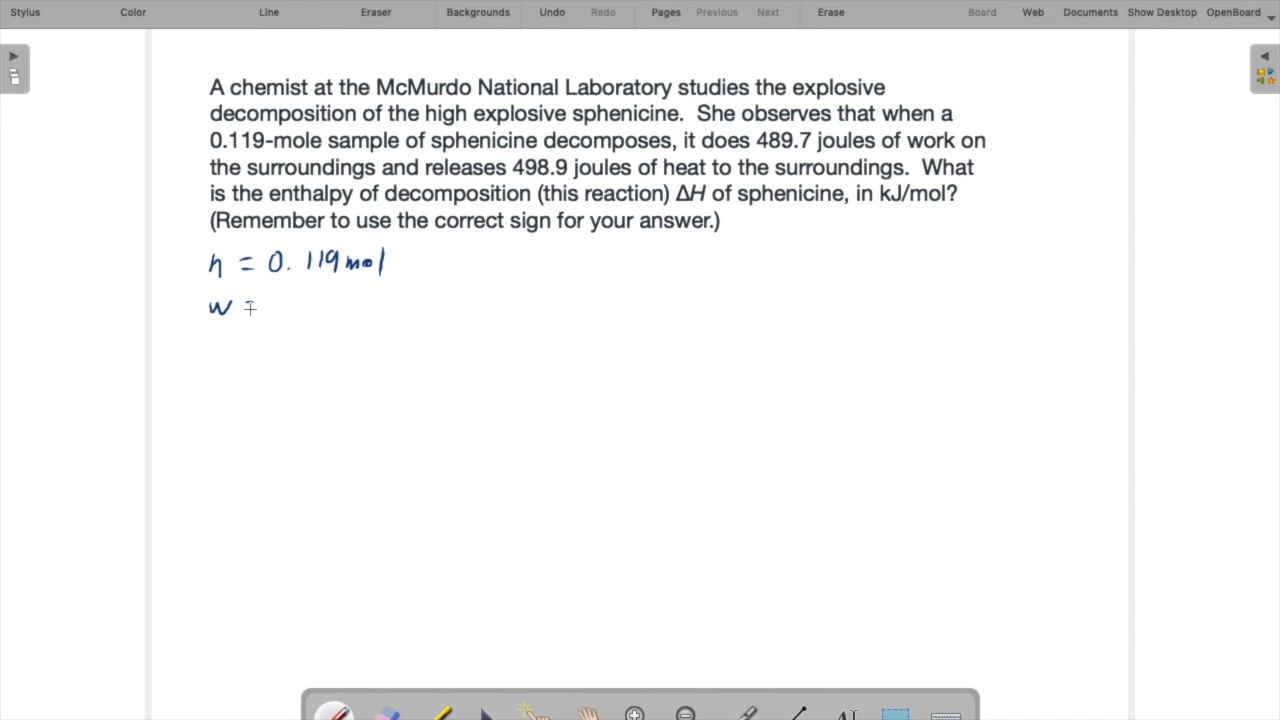 Stylus Color Line Eraser Backgrounds Undo Redo Pages Previous Next Erase Board Web Documents Show Desktop OpenBoard
A chemist at the McMurdo National Laboratory studies the explosive
decomposition of the high explosive sphenicine. She observes that when a
0.119-mole sample of sphenicine decomposes, it does 489.7 joules of work on
the surroundings and releases 498.9 joules of heat to the surroundings. What
is the enthalpy of decomposition (this reaction) ΔH of sphenicine, in kJ/mol?
(Remember to use the correct sign for your answer.)
n = 0.119 mol
w =